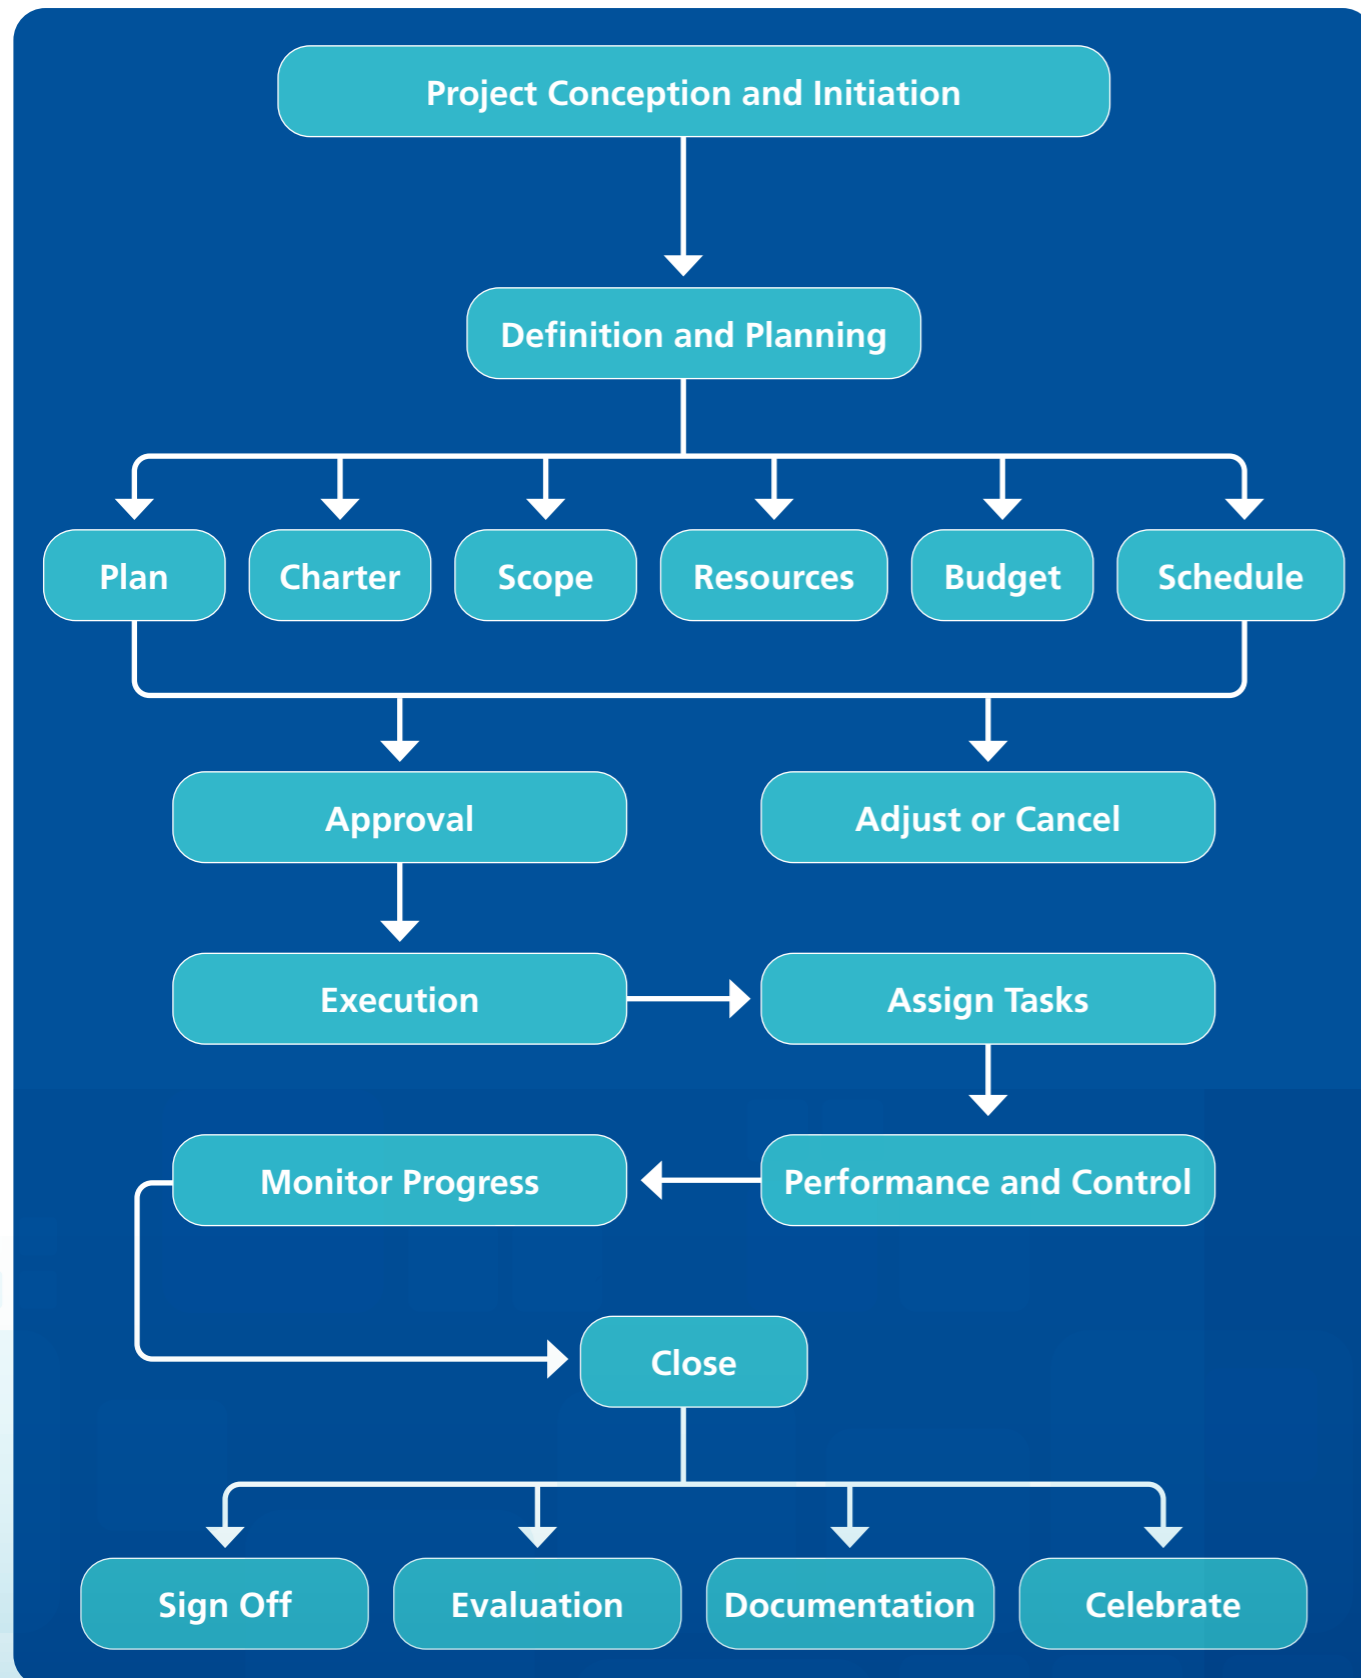 Project Conception and Initiation
Definition and Planning
Plan
Charter
Scope
Resources
Budget
Schedule
Approval
Adjust or Cancel
Execution
Assign Tasks
Monitor Progress
Performance and Control
Close
Sign Off
Evaluation
Documentation
Celebrate